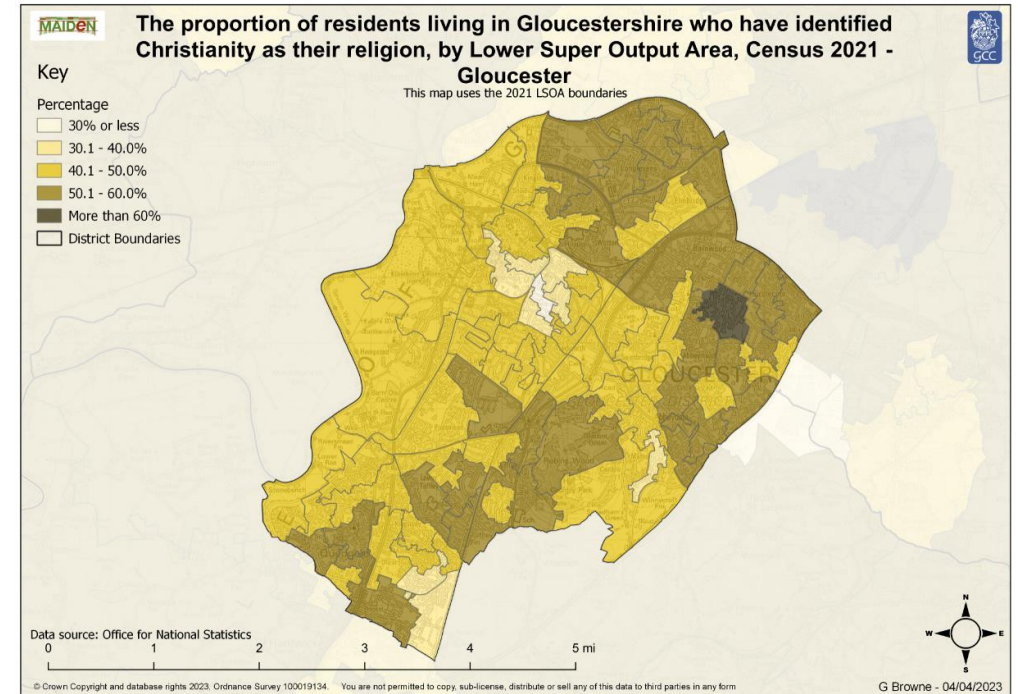 MAIDEN
The proportion of residents living in Gloucestershire who have identified
Christianity as their religion, by Lower Super Output Area, Census 2021 -
Gloucester
This map uses the 2021 LSOA boundaries
GCC
Key
Percentage
30% or less
30.1 - 40.0%
40.1 - 50.0%
50.1 - 60.0%
More than 60%
District Boundaries
GLOUCESTER
Data source: Office for National Statistics
0 1 2 3 4 5 mi
N
W E
S
© Crown Copyright and database rights 2023, Ordnance Survey 100019134. You are not permitted to copy, sub-license, distribute or sell any of this data to third parties in any form
G Browne - 04/04/2023